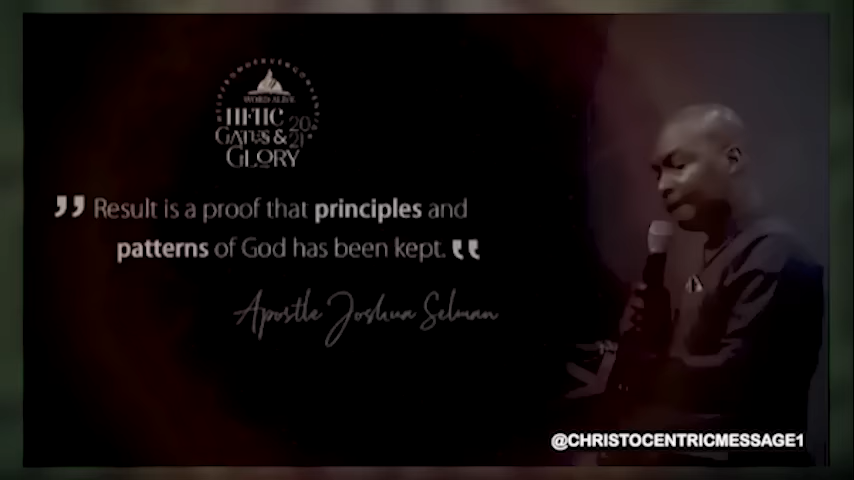 WORD ALIVE
HETIC
20
GATES &
21
GLORY
,, Result is a proof that principles and
patterns of God has been kept. ‘‘
Apostle Joshua Selman
@CHRISTOCENTRICMESSAGE1